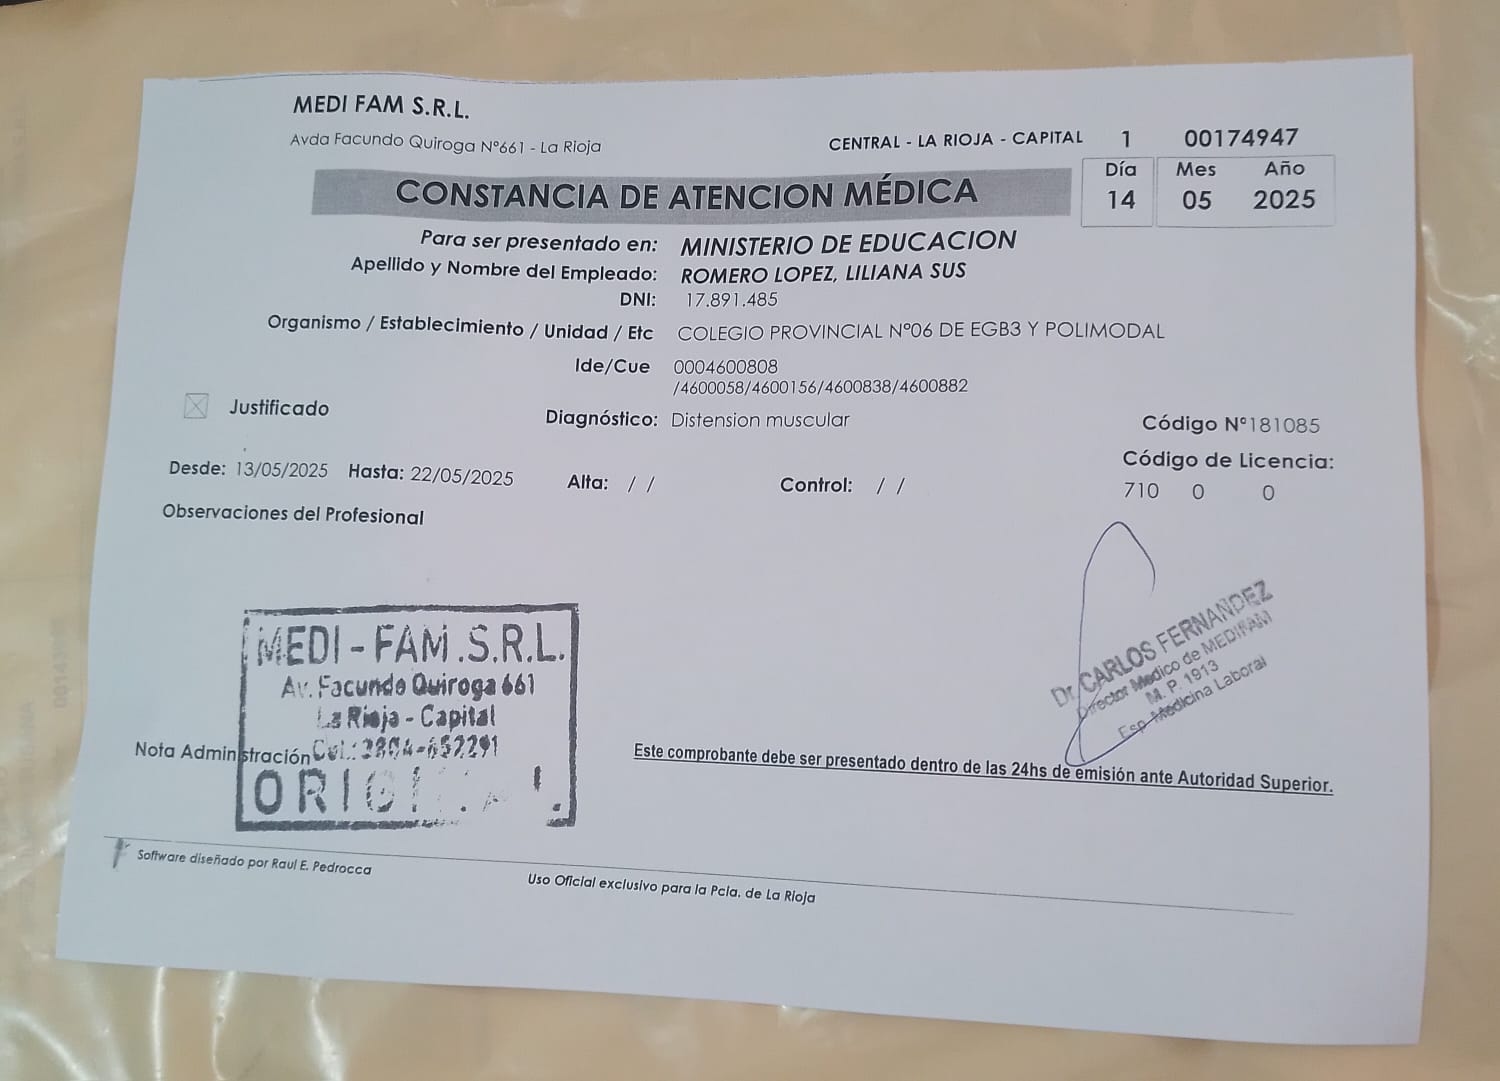 MEDI FAM S.R.L.
Avda Facundo Quiroga Nº661 - La Rioja
CENTRAL - LA RIOJA - CAPITAL 1 00174947
Día Mes Año
14 05 2025
CONSTANCIA DE ATENCION MÉDICA
Para ser presentado en: MINISTERIO DE EDUCACION
Apellido y Nombre del Empleado: ROMERO LOPEZ, LILIANA SUS
DNI: 17.891.485
Organismo / Establecimiento / Unidad / Etc COLEGIO PROVINCIAL Nº06 DE EGB3 Y POLIMODAL
Ide/Cue 0004600808
/4600058/4600156/4600838/4600882
Justificado
Diagnóstico: Distension muscular
Código Nº181085
Desde: 13/05/2025 Hasta: 22/05/2025 Alta: / / Control: / /
Código de Licencia:
710 0 0
Observaciones del Profesional
MEDI - FAM .S.R.L.
Av. Facundo Quiroga 661
La Rioja - Capital
Cel.: 3804-652291
Dr. CARLOS FERNANDEZ
Director Medico de MEDIFAM
M. P. 1913
Esp. Medicina Laboral
Nota Administración
Este comprobante debe ser presentado dentro de las 24hs de emisión ante Autoridad Superior.
Software diseñado por Raul E. Pedrocca
Uso Oficial exclusivo para la Pcia. de La Rioja